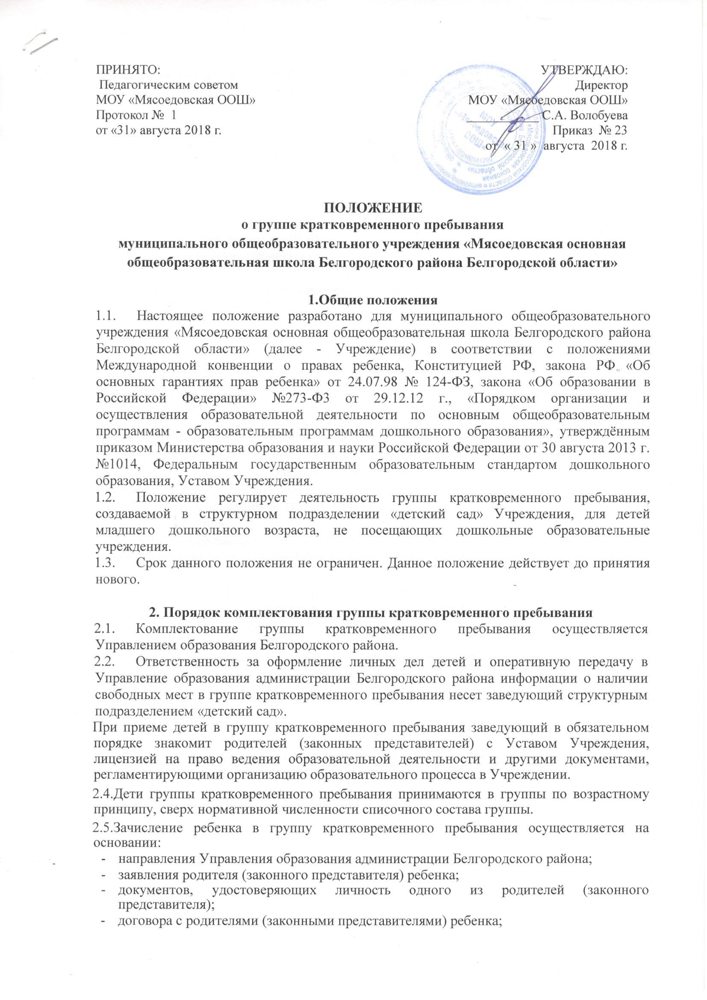 ПРИНЯТО:
Педагогическим советом
МОУ «Мясоедовская ООШ»
Протокол № 1
от «31» августа 2018 г.
УТВЕРЖДАЮ:
Директор
МОУ «Мясоедовская ООШ»
С.А. Волобуева
Приказ № 23
от « 31 » августа 2018 г.
МОУ
«Мясоедовская
ООШ»
ПОЛОЖЕНИЕ
о группе кратковременного пребывания
муниципального общеобразовательного учреждения «Мясоедовская основная
общеобразовательная школа Белгородского района Белгородской области»
1.Общие положения
1.1. Настоящее положение разработано для муниципального общеобразовательного
учреждения «Мясоедовская основная общеобразовательная школа Белгородского района
Белгородской области» (далее - Учреждение) в соответствии с положениями
Международной конвенции о правах ребенка, Конституцией РФ, закона РФ «Об
основных гарантиях прав ребенка» от 24.07.98 № 124-ФЗ, закона «Об образовании в
Российской Федерации» №273-ФЗ от 29.12.12 г., «Порядком организации и
осуществления образовательной деятельности по основным общеобразовательным
программам - образовательным программам дошкольного образования», утверждённым
приказом Министерства образования и науки Российской Федерации от 30 августа 2013 г.
№1014, Федеральным государственным образовательным стандартом дошкольного
образования, Уставом Учреждения.
1.2. Положение регулирует деятельность группы кратковременного пребывания,
создаваемой в структурном подразделении «детский сад» Учреждения, для детей
младшего дошкольного возраста, не посещающих дошкольные образовательные
учреждения.
1.3. Срок данного положения не ограничен. Данное положение действует до принятия
нового.
2. Порядок комплектования группы кратковременного пребывания
2.1. Комплектование группы кратковременного пребывания осуществляется
Управлением образования Белгородского района.
2.2. Ответственность за оформление личных дел детей и оперативную передачу в
Управление образования администрации Белгородского района информации о наличии
свободных мест в группе кратковременного пребывания несет заведующий структурным
подразделением «детский сад».
При приеме детей в группу кратковременного пребывания заведующий в обязательном
порядке знакомит родителей (законных представителей) с Уставом Учреждения,
лицензией на право ведения образовательной деятельности и другими документами,
регламентирующими организацию образовательного процесса в Учреждении.
2.4.Дети группы кратковременного пребывания принимаются в группы по возрастному
принципу, сверх нормативной численности списочного состава группы.
2.5.Зачисление ребенка в группу кратковременного пребывания осуществляется на
основании:
- направления Управления образования администрации Белгородского района;
- заявления родителя (законного представителя) ребенка;
- документов, удостоверяющих личность одного из родителей (законного
представителя);
- договора с родителями (законными представителями) ребенка;